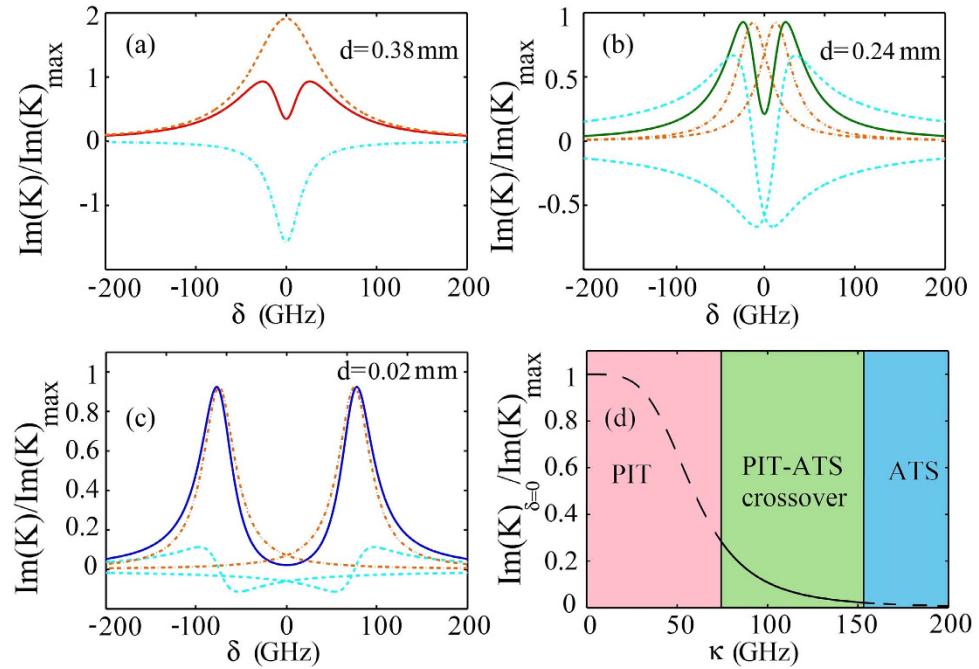 (a)
d=0.38 mm
Im(K)/Im(K)max
2
1
0
-1
-200
-100
0
100
200
δ (GHz)
(b)
d=0.24 mm
Im(K)/Im(K)max
1
0.5
0
-0.5
-200
-100
0
100
200
δ (GHz)
(c)
d=0.02 mm
Im(K)/Im(K)max
1
0.8
0.6
0.4
0.2
0
-200
-100
0
100
200
δ (GHz)
(d)
Im(K)δ=0/Im(K)max
1
0.8
0.6
0.4
0.2
0
PIT
PIT-ATS
crossover
ATS
0
50
100
150
200
κ (GHz)